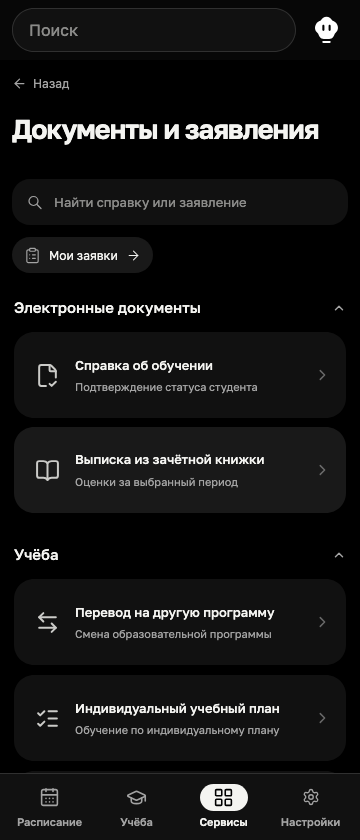 Поиск
Назад
Документы и заявления
Найти справку или заявление
Мои заявки
Электронные документы
Справка об обучении
Подтверждение статуса студента
Выписка из зачётной книжки
Оценки за выбранный период
Учёба
Перевод на другую программу
Смена образовательной программы
Индивидуальный учебный план
Обучение по индивидуальному плану
Расписание
Учёба
Сервисы
Настройки